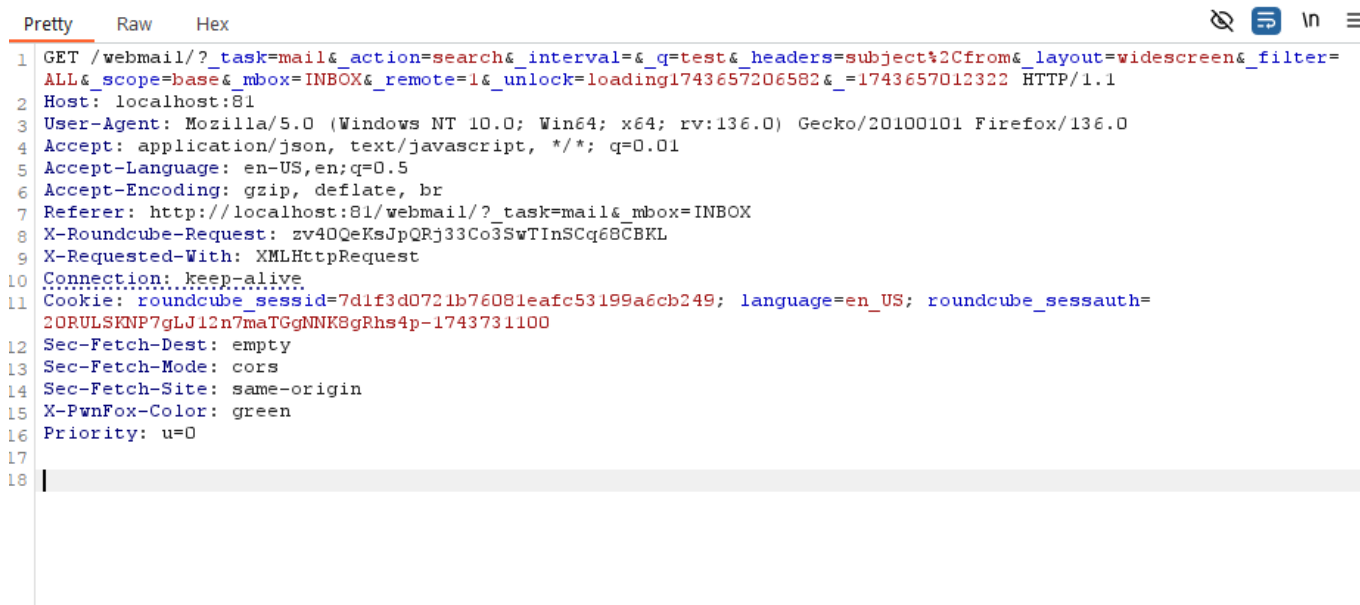 Pretty Raw Hex \n
1 GET /webmail/?_task=mail&_action=search&_interval=&_q=test&_headers=subject%2Cfrom&_layout=widescreen&_filter=
ALL&_scope=base&_mbox=INBOX&_remote=1&_unlock=loading1743657206582&_=1743657012322 HTTP/1.1
2 Host: localhost:81
3 User-Agent: Mozilla/5.0 (Windows NT 10.0; Win64; x64; rv:136.0) Gecko/20100101 Firefox/136.0
4 Accept: application/json, text/javascript, */*; q=0.01
5 Accept-Language: en-US,en;q=0.5
6 Accept-Encoding: gzip, deflate, br
7 Referer: http://localhost:81/webmail/?_task=mail&_mbox=INBOX
8 X-Roundcube-Request: zv40QeKsJpQRj33Co3SwTInSCq68CBKL
9 X-Requested-With: XMLHttpRequest
10 Connection: keep-alive
11 Cookie: roundcube_sessid=7d1f3d0721b76081eafc53199a6cb249; language=en_US; roundcube_sessauth=
20RULSKNP7gLJ12n7maTGgNNK8gRhs4p-1743731100
12 Sec-Fetch-Dest: empty
13 Sec-Fetch-Mode: cors
14 Sec-Fetch-Site: same-origin
15 X-PwnFox-Color: green
16 Priority: u=0
17
18